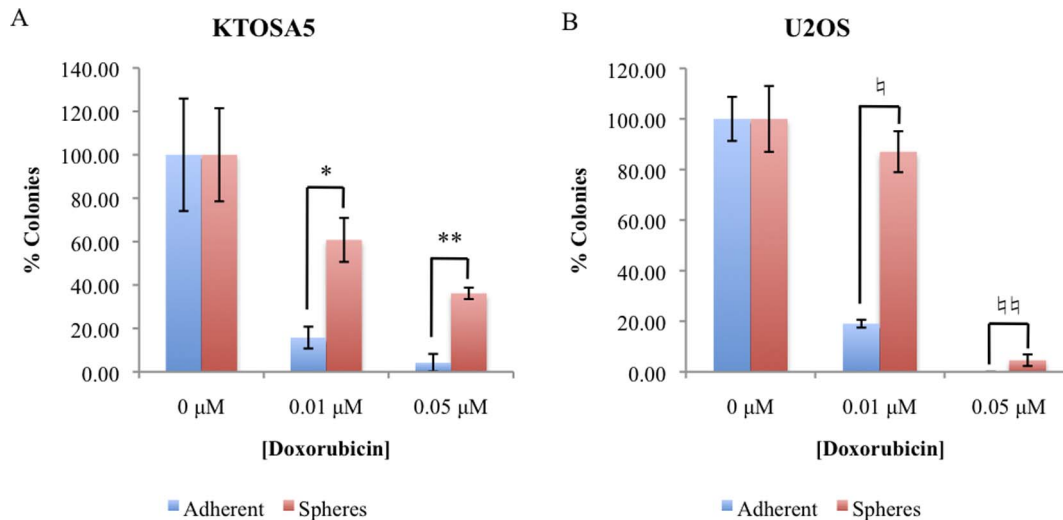 A
KTOSA5
% Colonies
140.00
120.00
100.00
80.00
60.00
40.00
20.00
0.00
*
**
0 μM
0.01 μM
0.05 μM
[Doxorubicin]
Adherent
Spheres
B
U2OS
% Colonies
120.00
100.00
80.00
60.00
40.00
20.00
0.00
♮
♮♮
0 μM
0.01 μM
0.05 μM
[Doxorubicin]
Adherent
Spheres